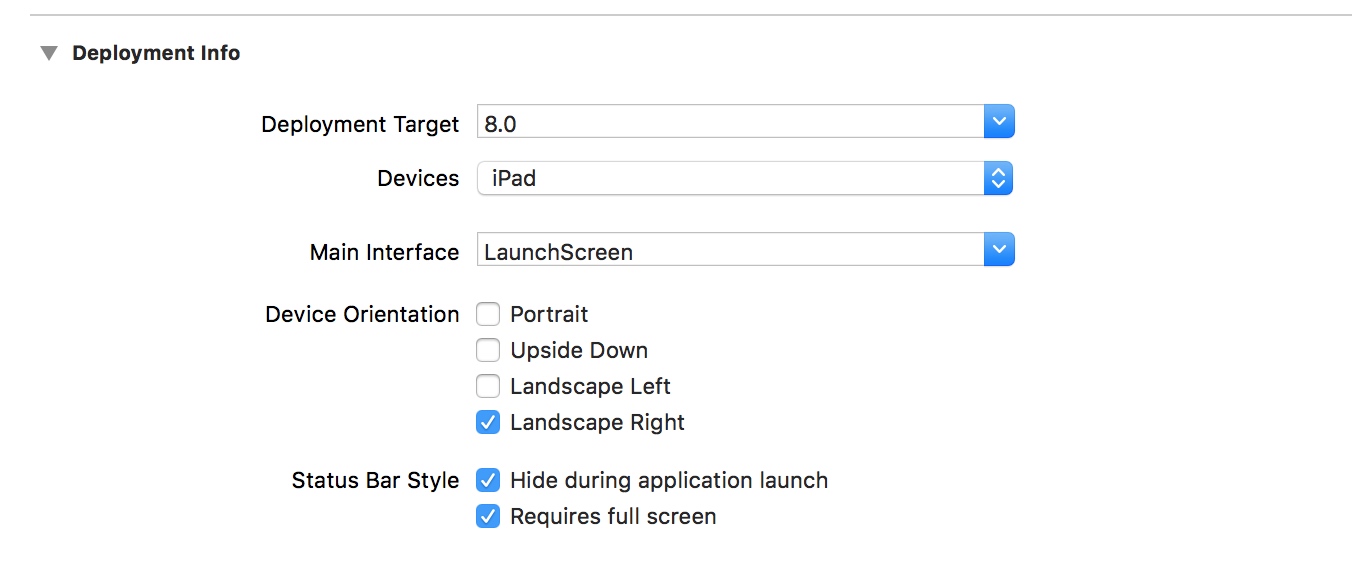 Deployment Info
Deployment Target 8.0
Devices iPad
Main Interface LaunchScreen
Device Orientation Portrait
Upside Down
Landscape Left
Landscape Right
Status Bar Style Hide during application launch
Requires full screen